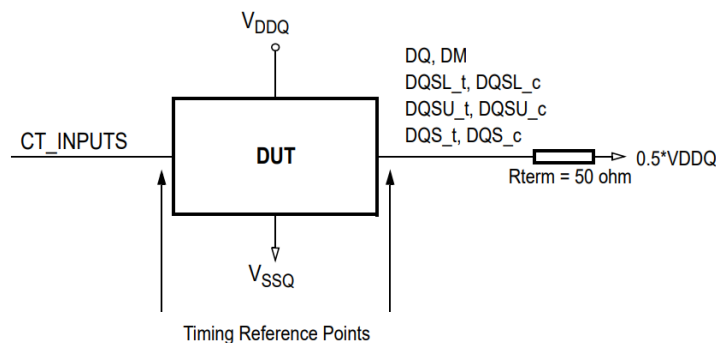 VDDQ
DQ, DM
DQSL_t, DQSL_c
DQSU_t, DQSU_c
DQS_t, DQS_c
CT_INPUTS
DUT
0.5*VDDQ
Rterm = 50 ohm
VSSQ
Timing Reference Points